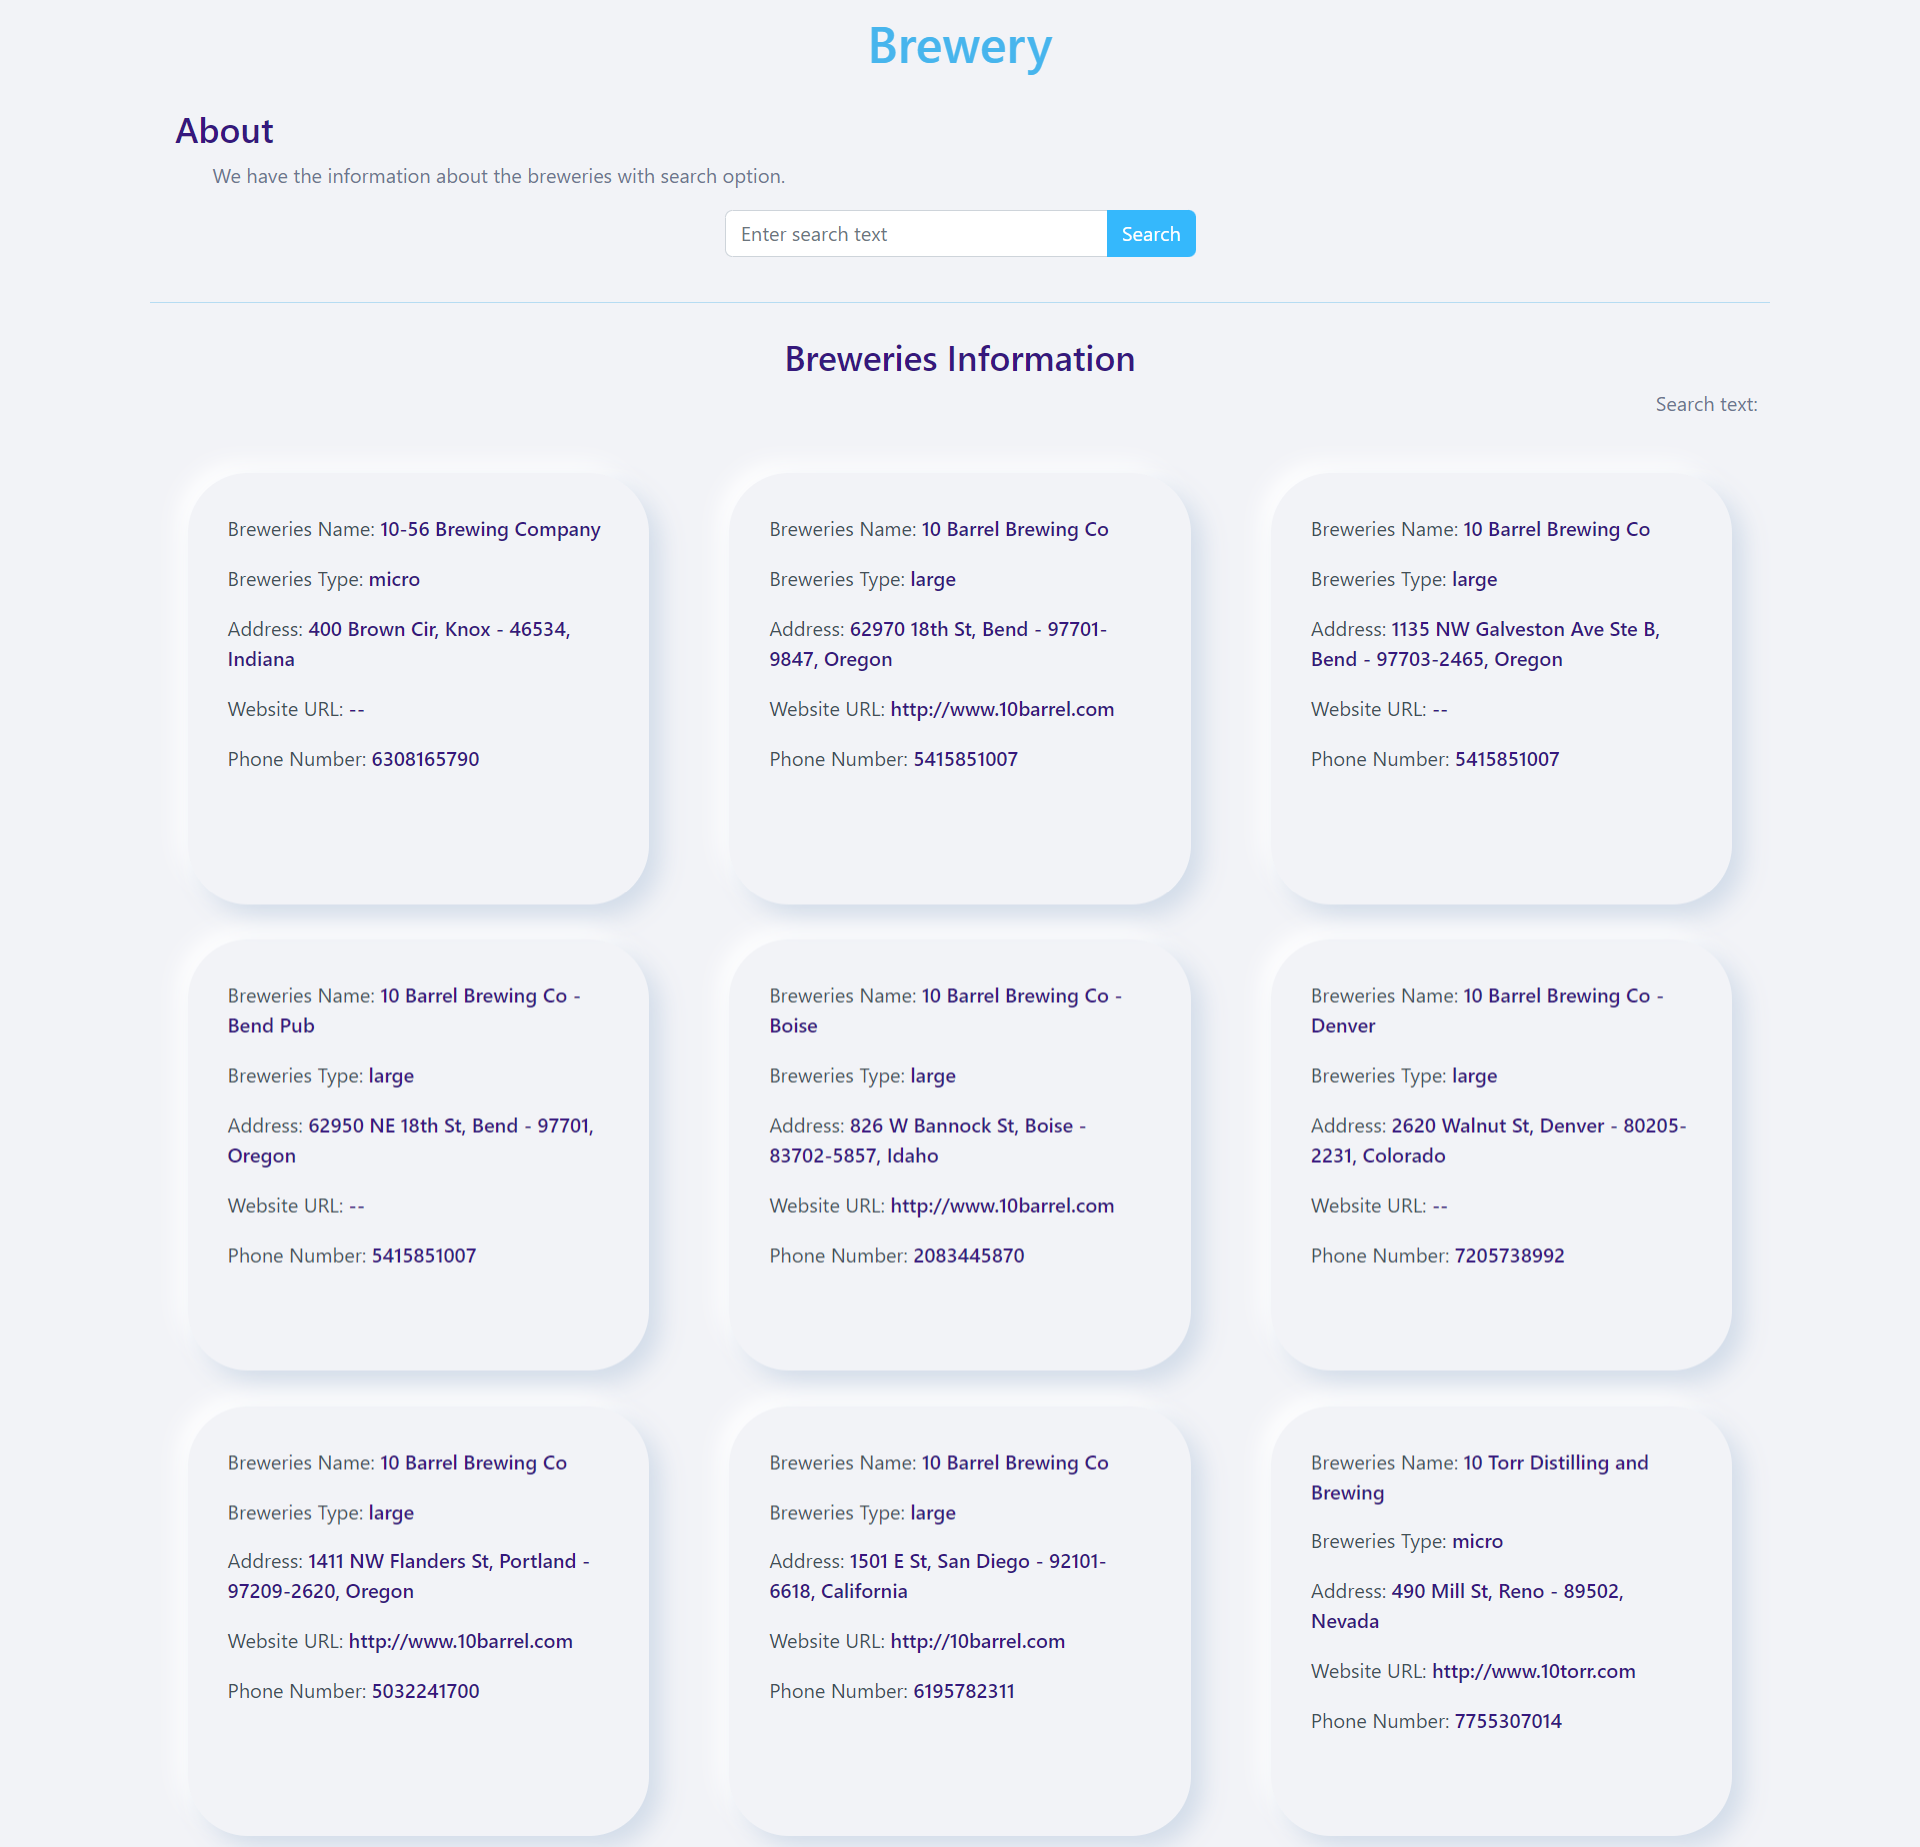 Brewery
About
We have the information about the breweries with search option.
Enter search text
Search
Breweries Information
Search text:
Breweries Name: 10-56 Brewing Company
Breweries Type: micro
Address: 400 Brown Cir, Knox - 46534,
Indiana
Website URL: --
Phone Number: 6308165790
Breweries Name: 10 Barrel Brewing Co
Breweries Type: large
Address: 62970 18th St, Bend - 97701-
9847, Oregon
Website URL: http://www.10barrel.com
Phone Number: 5415851007
Breweries Name: 10 Barrel Brewing Co
Breweries Type: large
Address: 1135 NW Galveston Ave Ste B,
Bend - 97703-2465, Oregon
Website URL: --
Phone Number: 5415851007
Breweries Name: 10 Barrel Brewing Co -
Bend Pub
Breweries Type: large
Address: 62950 NE 18th St, Bend - 97701,
Oregon
Website URL: --
Phone Number: 5415851007
Breweries Name: 10 Barrel Brewing Co -
Boise
Breweries Type: large
Address: 826 W Bannock St, Boise -
83702-5857, Idaho
Website URL: http://www.10barrel.com
Phone Number: 2083445870
Breweries Name: 10 Barrel Brewing Co -
Denver
Breweries Type: large
Address: 2620 Walnut St, Denver - 80205-
2231, Colorado
Website URL: --
Phone Number: 7205738992
Breweries Name: 10 Barrel Brewing Co
Breweries Type: large
Address: 1411 NW Flanders St, Portland -
97209-2620, Oregon
Website URL: http://www.10barrel.com
Phone Number: 5032241700
Breweries Name: 10 Barrel Brewing Co
Breweries Type: large
Address: 1501 E St, San Diego - 92101-
6618, California
Website URL: http://10barrel.com
Phone Number: 6195782311
Breweries Name: 10 Torr Distilling and
Brewing
Breweries Type: micro
Address: 490 Mill St, Reno - 89502,
Nevada
Website URL: http://www.10torr.com
Phone Number: 7755307014